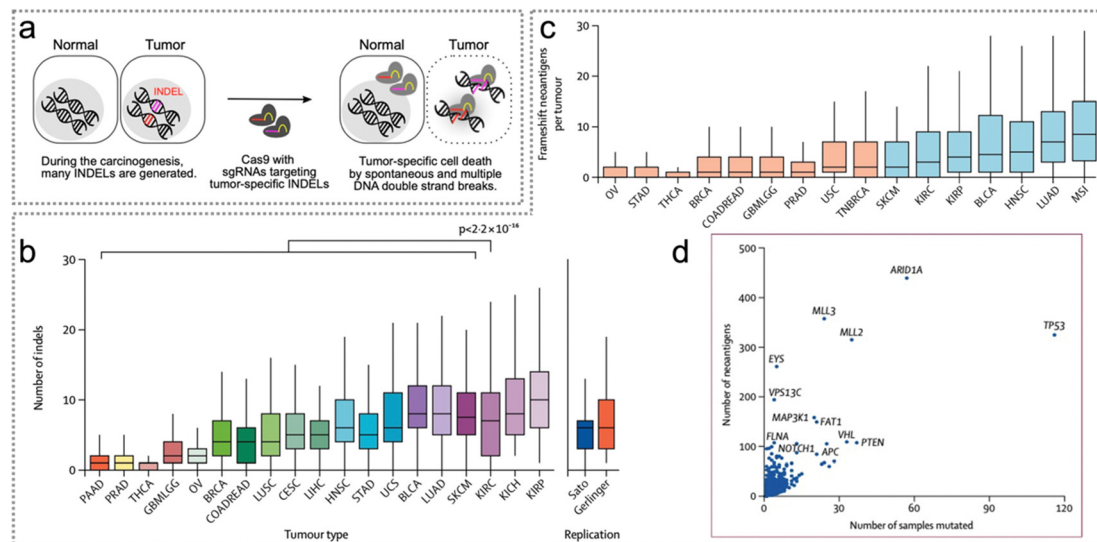 a
Normal
Tumor
INDEL
During the carcinogenesis,
many INDELs are generated.
Cas9 with
sgRNAs targeting
tumor-specific INDELs
Normal
Tumor
Tumor-specific cell death
by spontaneous and multiple
DNA double strand breaks.
c
Frameshift neoantigens
per tumour
30
20
10
0
OV
STAD
THCA
BRCA
COADREAD
GBMLGG
PRAD
USC
TNBRCA
SKCM
KIRC
KIRP
BLCA
HNSC
LUAD
MSI
b
p<2·2×10⁻¹⁶
Number of indels
30
20
10
0
PAAD
PRAD
THCA
GBMLGG
OV
BRCA
COADREAD
LUSC
CESC
LIHC
HNSC
STAD
UCS
BLCA
LUAD
SKCM
KIRC
KICH
KIRP
Tumour type
Sato
Gerlinger
Replication
d
Number of neoantigens
500
400
300
200
100
0
ARID1A
MLL3
MLL2
TP53
EYS
VPS13C
MAP3K1
FAT1
FLNA
VHL
PTEN
NOTCH1
APC
0
30
60
90
120
Number of samples mutated